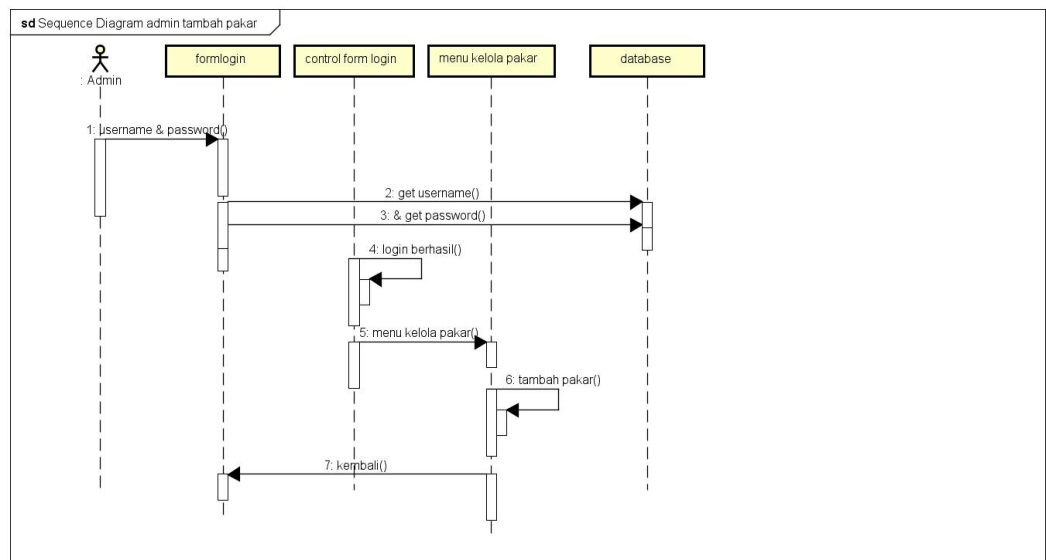 sd Sequence Diagram admin tambah pakar
: Admin
formlogin
control form login
menu kelola pakar
database
1: username & password()
2: get username()
3: & get password()
4: login berhasil()
5: menu kelola pakar()
6: tambah pakar()
7: kembali()